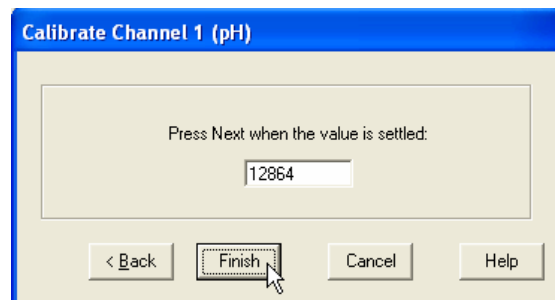 Calibrate Channel 1 (pH)
Press Next when the value is settled:
12864
< Back Finish Cancel Help